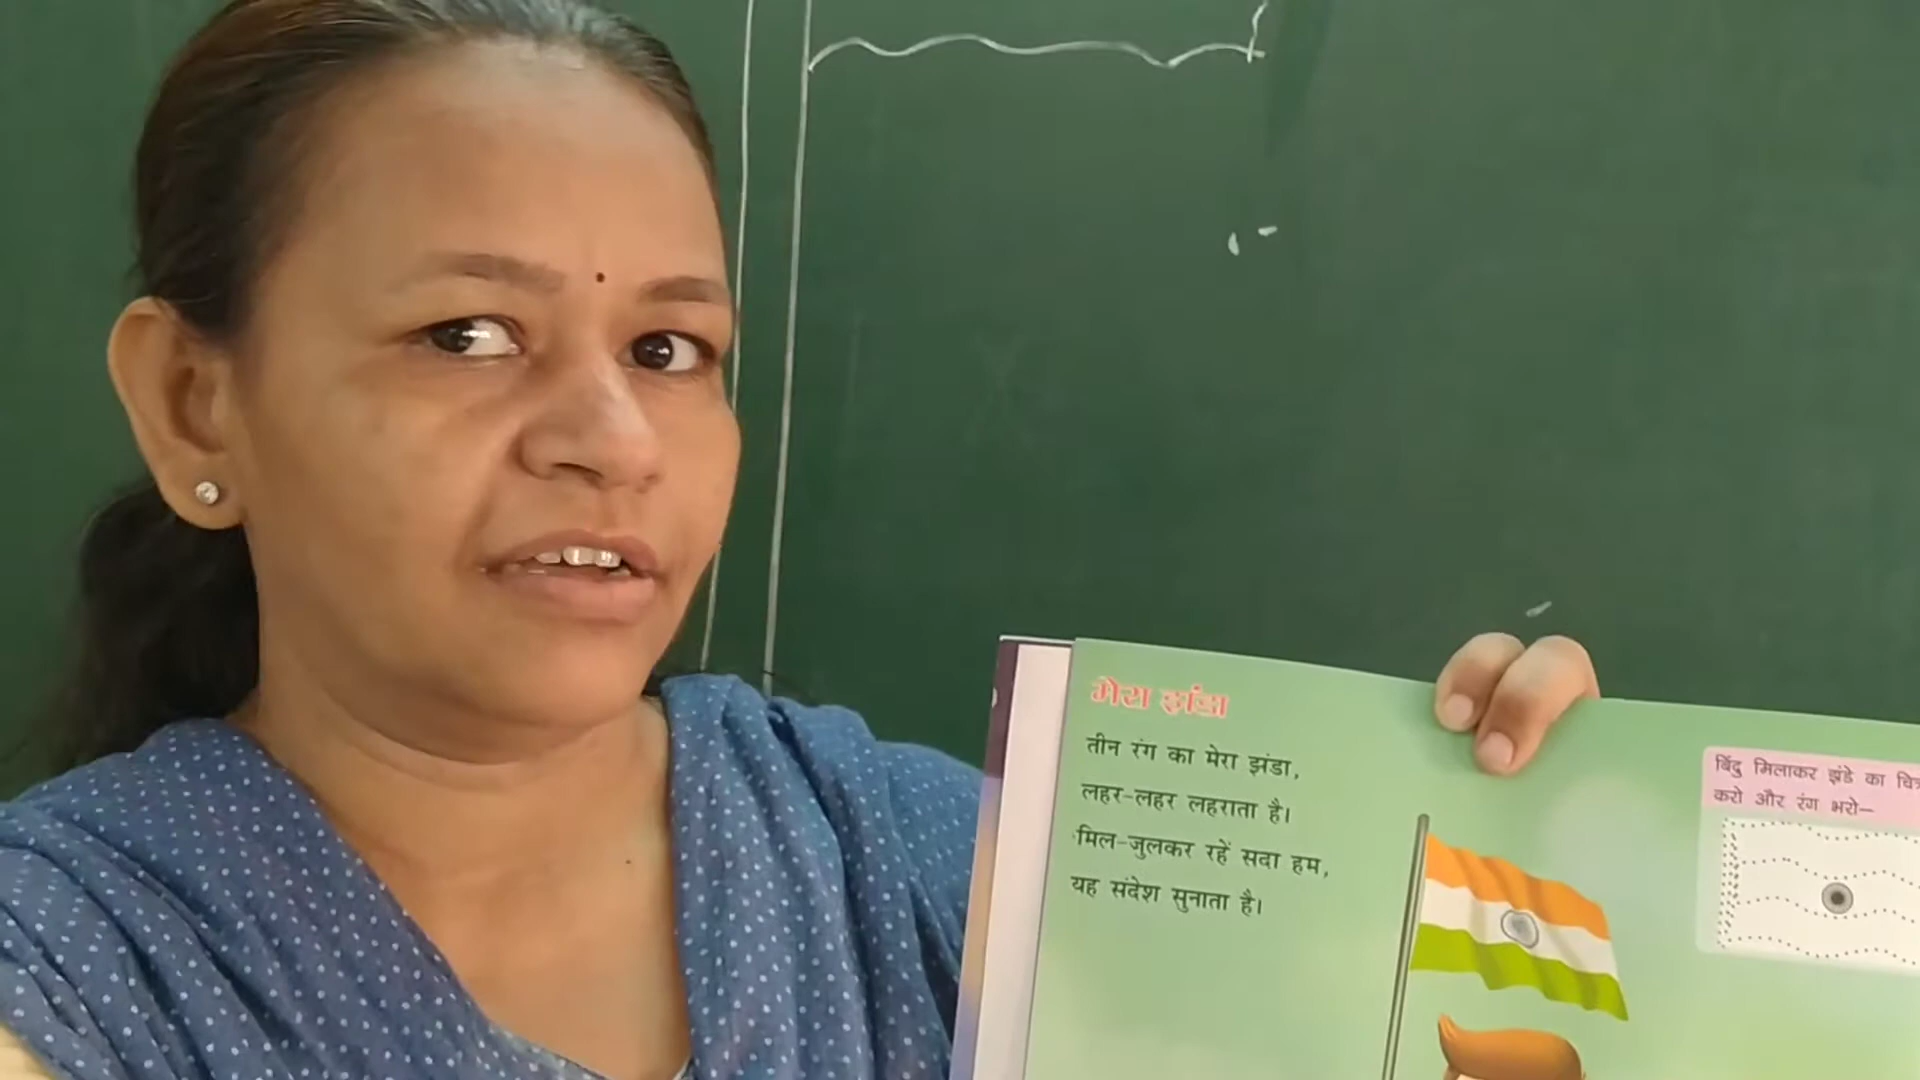 मेरा झंडा
तीन रंग का मेरा झंडा,
लहर-लहर लहराता है।
मिल-जुलकर रहें सदा हम,
यह संदेश सुनाता है।
बिंदु मिलाकर झंडे का
करो और रंग भरो—